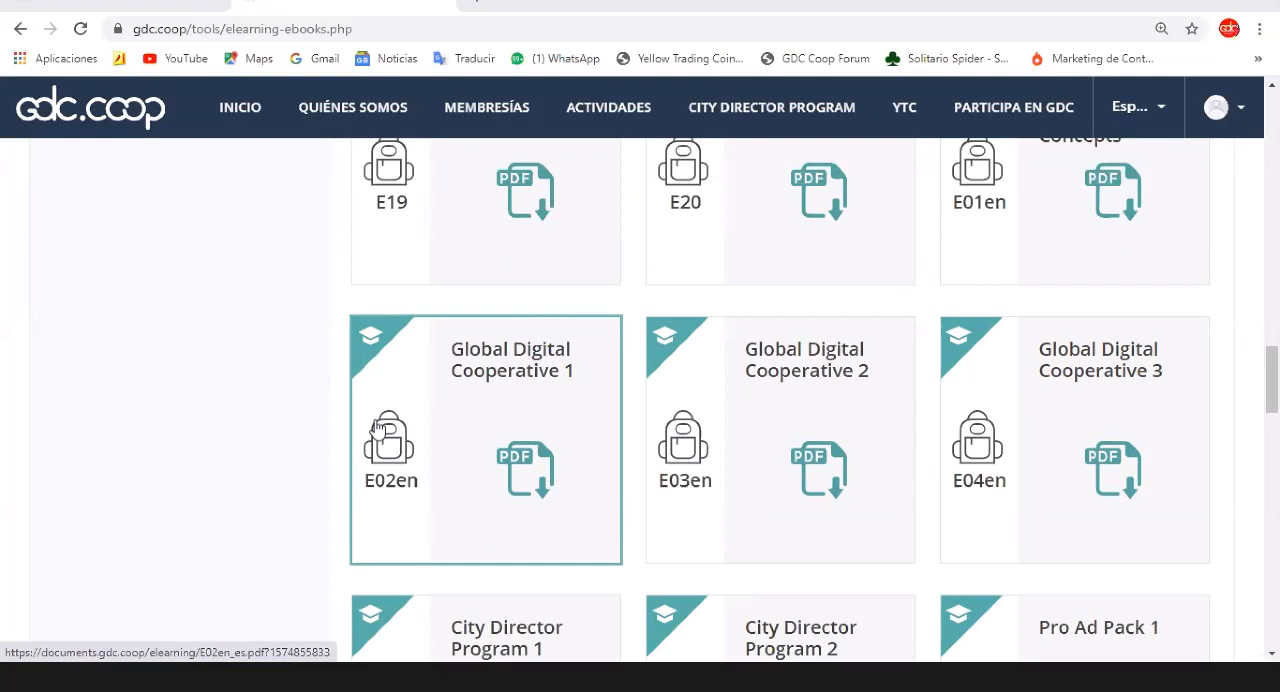 gdc.coop/tools/elearning-ebooks.php
gdc
Aplicaciones YouTube Maps Gmail Noticias Traducir (1) WhatsApp Yellow Trading Coin... GDC Coop Forum Solitario Spider - S... Marketing de Cont... »
gdc.coop INICIO QUIÉNES SOMOS MEMBRESÍAS ACTIVIDADES CITY DIRECTOR PROGRAM YTC PARTICIPA EN GDC Esp...
Concepts
PDF PDF PDF
E19 E20 E01en
Global Digital Global Digital Global Digital
Cooperative 1 Cooperative 2 Cooperative 3
PDF PDF PDF
E02en E03en E04en
City Director City Director Pro Ad Pack 1
Program 1 Program 2
https://documents.gdc.coop/elearning/E02en_es.pdf?1574855833